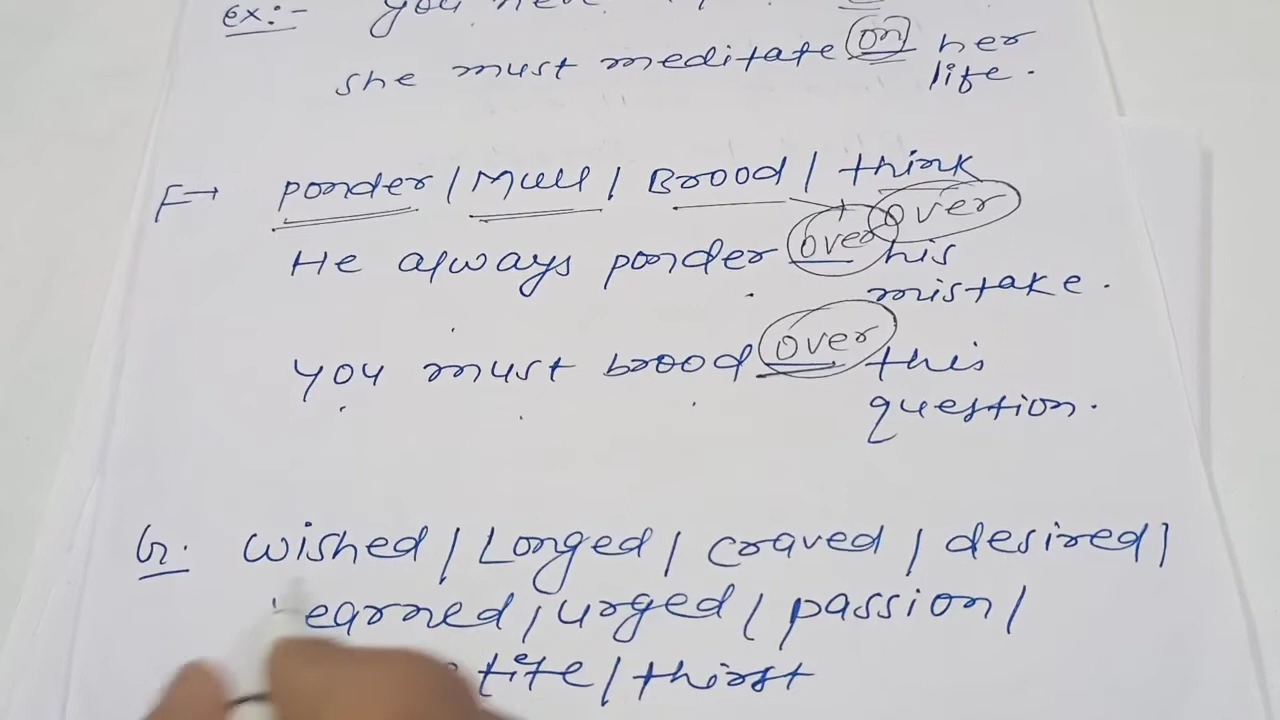 ex:- you
she must meditate on her
life.
F→ ponder / Mull / Brood / think
+ over
He always ponder over his
mistake.
you must brood over this
question.
G. wished / Longed / craved / desired /
earned / urged / passion /
tite / thirst